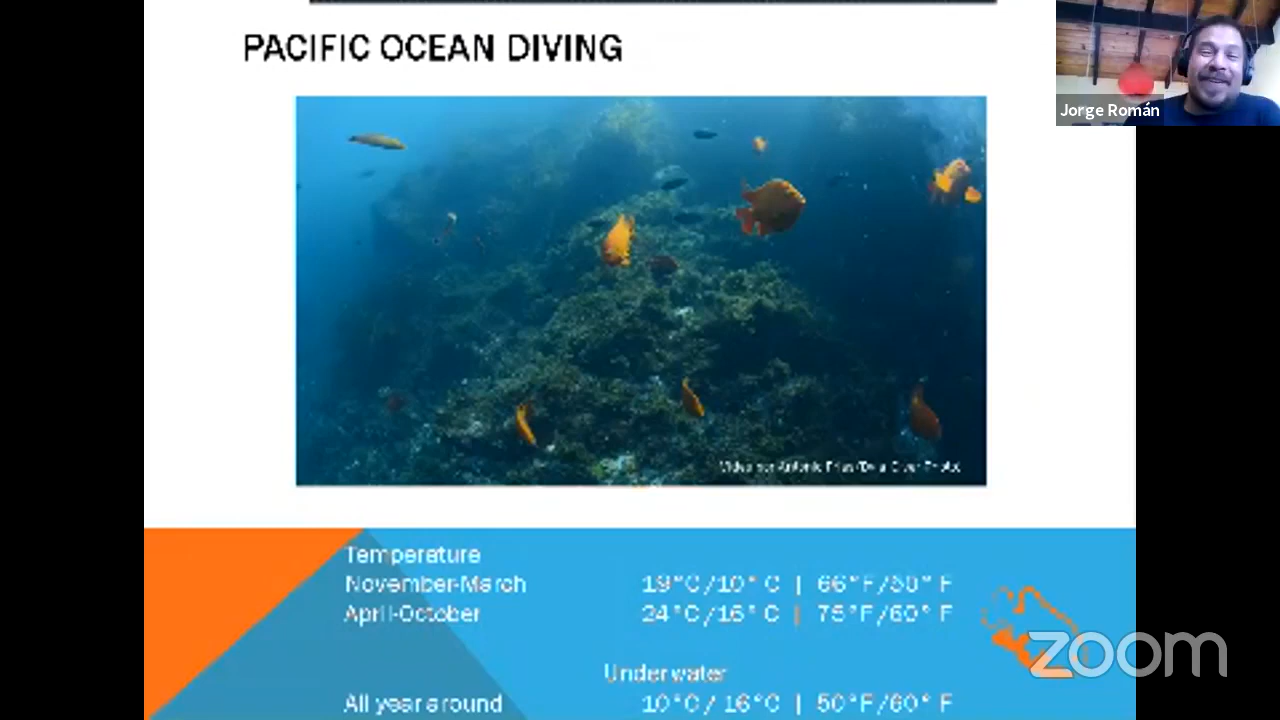 PACIFIC OCEAN DIVING
Jorge Román
Temperature
November-March 19°C/10° C | 66°F/50° F
April-October 24°C/16° C | 75°F/60° F
Underwater
All year around 10°C / 16°C | 50°F/60° F
zoom